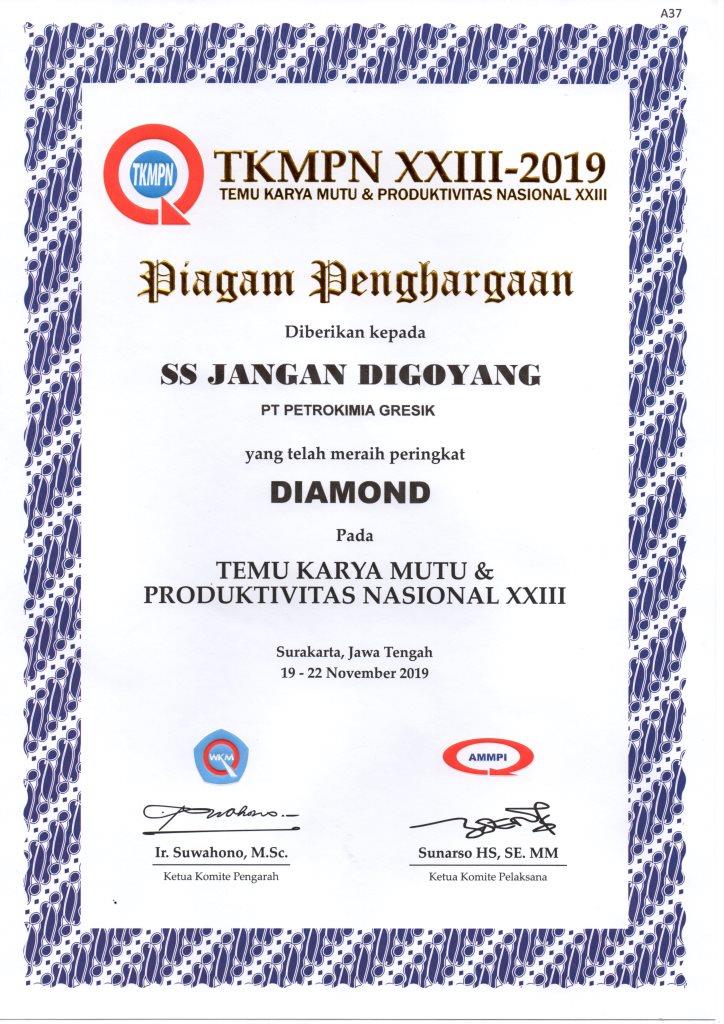 A37
TKMPN
TKMPN XXIII-2019
TEMU KARYA MUTU & PRODUKTIVITAS NASIONAL XXIII
Piagam Penghargaan
Diberikan kepada
SS JANGAN DIGOYANG
PT PETROKIMIA GRESIK
yang telah meraih peringkat
DIAMOND
Pada
TEMU KARYA MUTU &
PRODUKTIVITAS NASIONAL XXIII
Surakarta, Jawa Tengah
19 - 22 November 2019
WKM
AMMPI
Ir. Suwahono, M.Sc.
Ketua Komite Pengarah
Sunarso HS, SE. MM
Ketua Komite Pelaksana